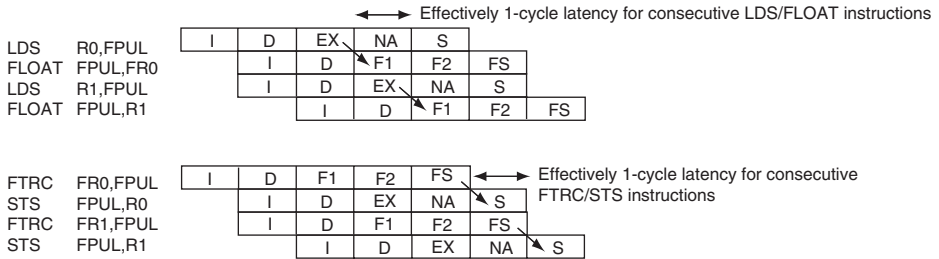 Effectively 1-cycle latency for consecutive LDS/FLOAT instructions
LDS R0,FPUL I D EX NA S
FLOAT FPUL,FR0 I D F1 F2 FS
LDS R1,FPUL I D EX NA S
FLOAT FPUL,R1 I D F1 F2 FS
FTRC FR0,FPUL I D F1 F2 FS Effectively 1-cycle latency for consecutive
FTRC/STS instructions
STS FPUL,R0 I D EX NA S
FTRC FR1,FPUL I D F1 F2 FS
STS FPUL,R1 I D EX NA S